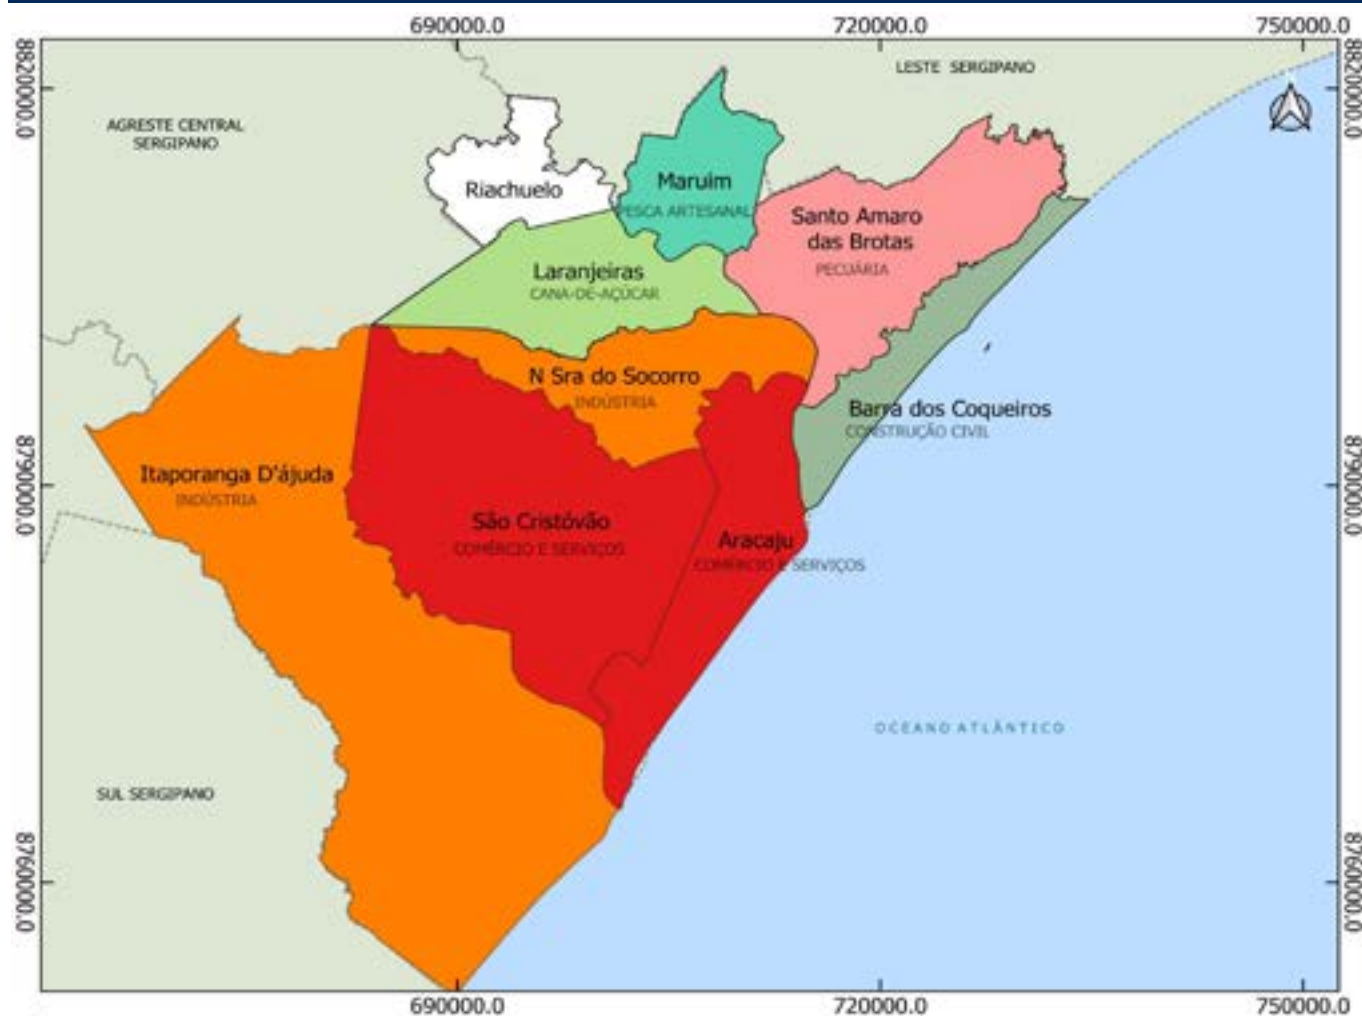 690000.0
720000.0
750000.0
8820000.0
8820000.0
LESTE SERGIPANO
AGRESTE CENTRAL
SERGIPANO
Riachuelo
Maruim
PESCA ARTESANAL
Santo Amaro
das Brotas
PECUÁRIA
Laranjeiras
CANA-DE-AÇÚCAR
N Sra do Socorro
INDÚSTRIA
Barra dos Coqueiros
CONSTRUÇÃO CIVIL
Itaporanga D'ájuda
INDÚSTRIA
8790000.0
8790000.0
São Cristóvão
COMÉRCIO E SERVIÇOS
Aracaju
COMÉRCIO E SERVIÇOS
OCEANO ATLÂNTICO
SUL SERGIPANO
8760000.0
8760000.0
690000.0
720000.0
750000.0